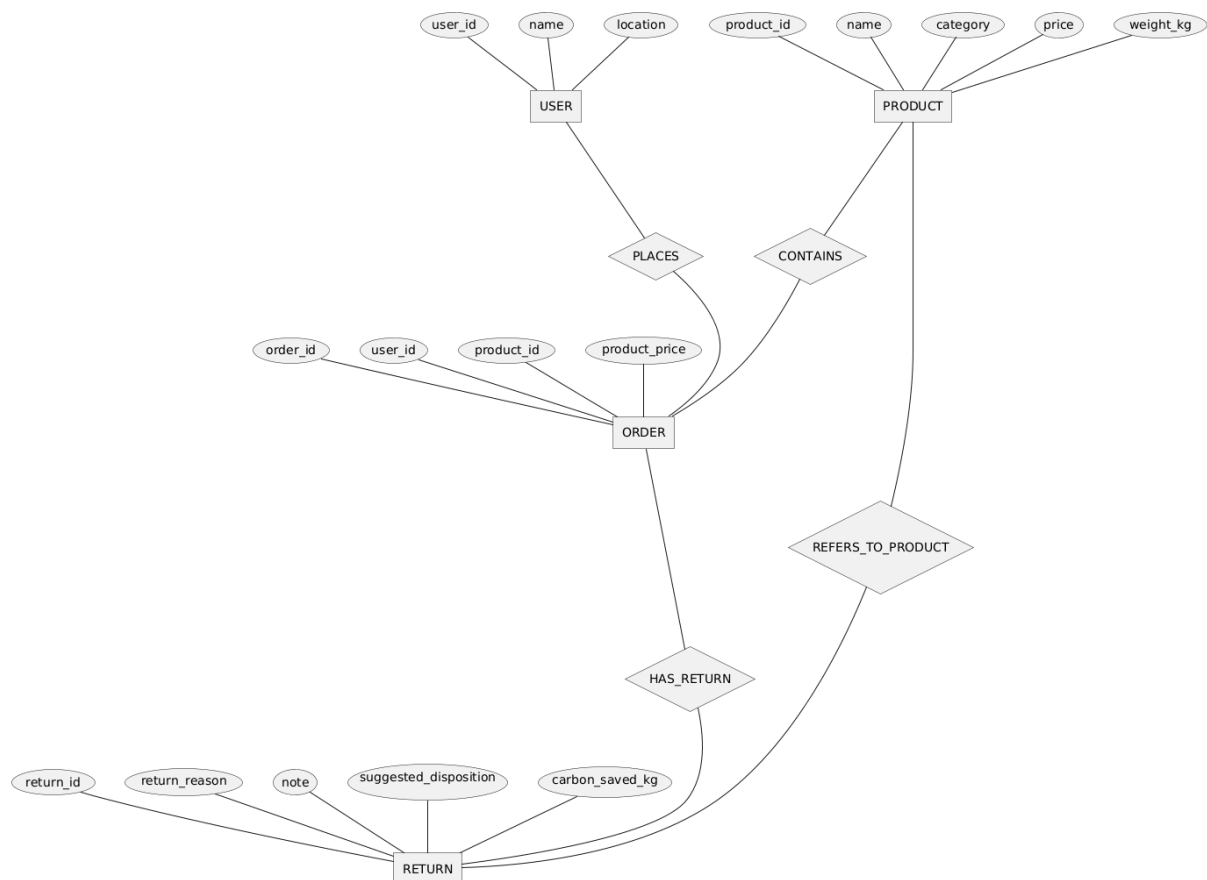 user_id
name
location
product_id
name
category
price
weight_kg
USER
PRODUCT
PLACES
CONTAINS
order_id
user_id
product_id
product_price
ORDER
REFERS_TO_PRODUCT
HAS_RETURN
return_id
return_reason
note
suggested_disposition
carbon_saved_kg
RETURN